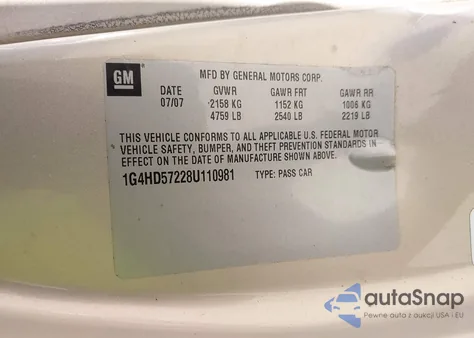 GM
MFD BY GENERAL MOTORS CORP.
DATE GVWR GAWR FRT GAWR RR
07/07 2158 KG 1152 KG 1006 KG
4759 LB 2540 LB 2219 LB
THIS VEHICLE CONFORMS TO ALL APPLICABLE U.S. FEDERAL MOTOR
VEHICLE SAFETY, BUMPER, AND THEFT PREVENTION STANDARDS IN
EFFECT ON THE DATE OF MANUFACTURE SHOWN ABOVE.
1G4HD57228U110981 TYPE: PASS CAR
autoSnap
Pewne auta z aukcji USA i EU